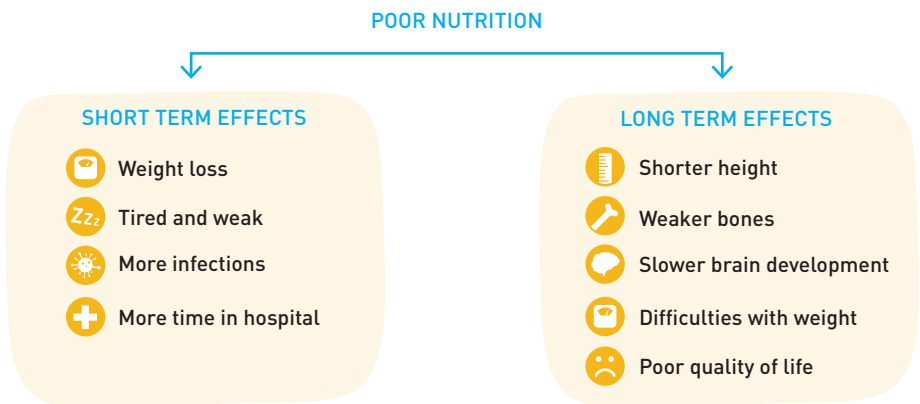 POOR NUTRITION
SHORT TERM EFFECTS
Weight loss
ZZZ Tired and weak
More infections
More time in hospital
LONG TERM EFFECTS
Shorter height
Weaker bones
Slower brain development
Difficulties with weight
Poor quality of life